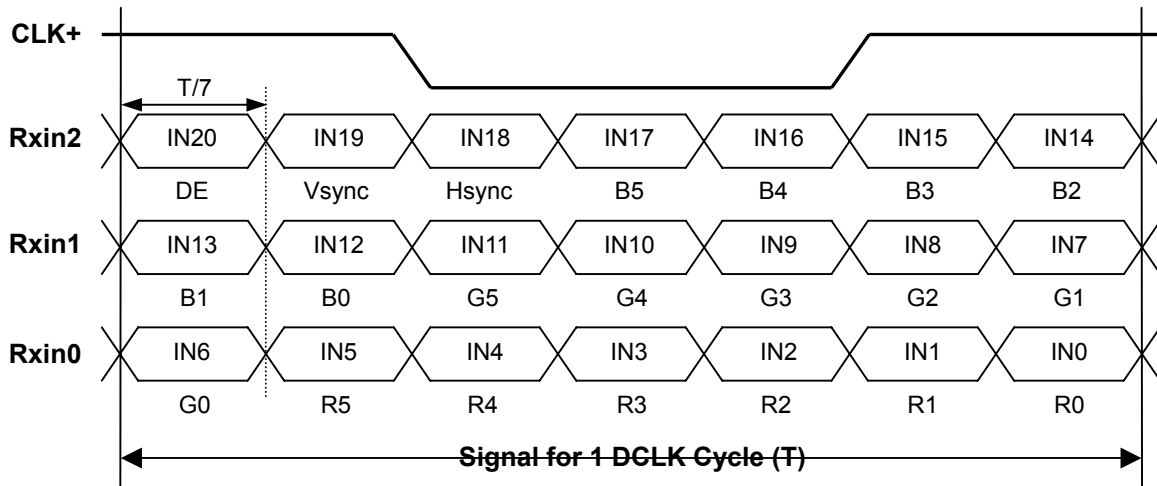 CLK+
T/7
Rxin2 IN20 IN19 IN18 IN17 IN16 IN15 IN14
DE Vsync Hsync B5 B4 B3 B2
Rxin1 IN13 IN12 IN11 IN10 IN9 IN8 IN7
B1 B0 G5 G4 G3 G2 G1
Rxin0 IN6 IN5 IN4 IN3 IN2 IN1 IN0
G0 R5 R4 R3 R2 R1 R0
Signal for 1 DCLK Cycle (T)